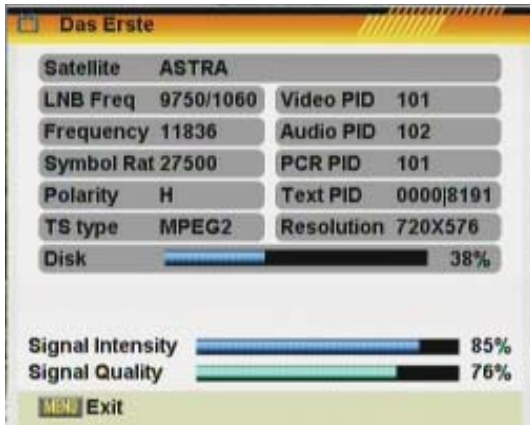 Das Erste
Satellite ASTRA
LNB Freq 9750/1060 Video PID 101
Frequency 11836 Audio PID 102
Symbol Rat 27500 PCR PID 101
Polarity H Text PID 0000|8191
TS type MPEG2 Resolution 720X576
Disk 38%
Signal Intensity 85%
Signal Quality 76%
MENU Exit